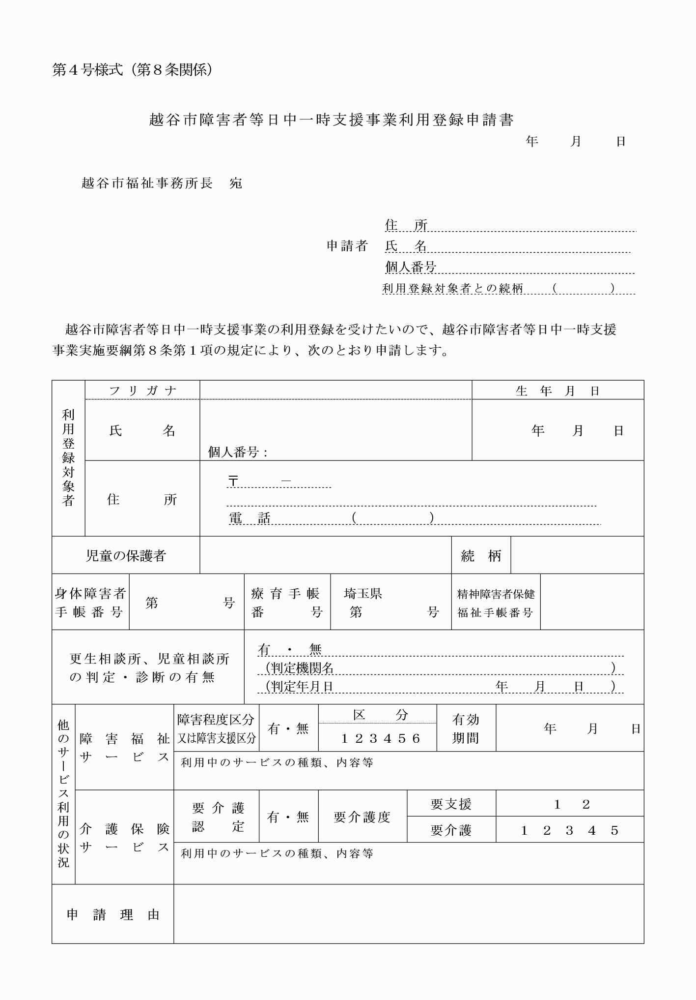 第４号様式（第８条関係）
越谷市障害者等日中一時支援事業利用登録申請書
年　月　日
越谷市福祉事務所長　宛
住　所
申請者　氏　名
個人番号
利用登録対象者との続柄　（　　　　）
越谷市障害者等日中一時支援事業の利用登録を受けたいので、越谷市障害者等日中一時支援
事業実施要綱第８条第１項の規定により、次のとおり申請します。
利用登録対象者
フリガナ
生年月日
氏　名
個人番号：
年　月　日
住　所
〒　　　－
電　話　　　　（　　　　）
児童の保護者
続　柄
身体障害者
手帳番号
第　　　　号
療育手帳
番　　号
埼玉県
第　　　　号
精神障害者保健
福祉手帳番号
更生相談所、児童相談所
の判定・診断の有無
有　・　無
（判定機関名　　　　　　　　）
（判定年月日　　　　年　月　日　）
他のサービス利用の状況
障害福祉
サービス
障害程度区分
又は障害支援区分
有・無
区　分
１２３４５６
有効
期間
年　月　日
利用中のサービスの種類、内容等
介護保険
サービス
要介護
認　定
有・無
要介護度
要支援
１　２
要介護
１　２　３　４　５
利用中のサービスの種類、内容等
申請理由